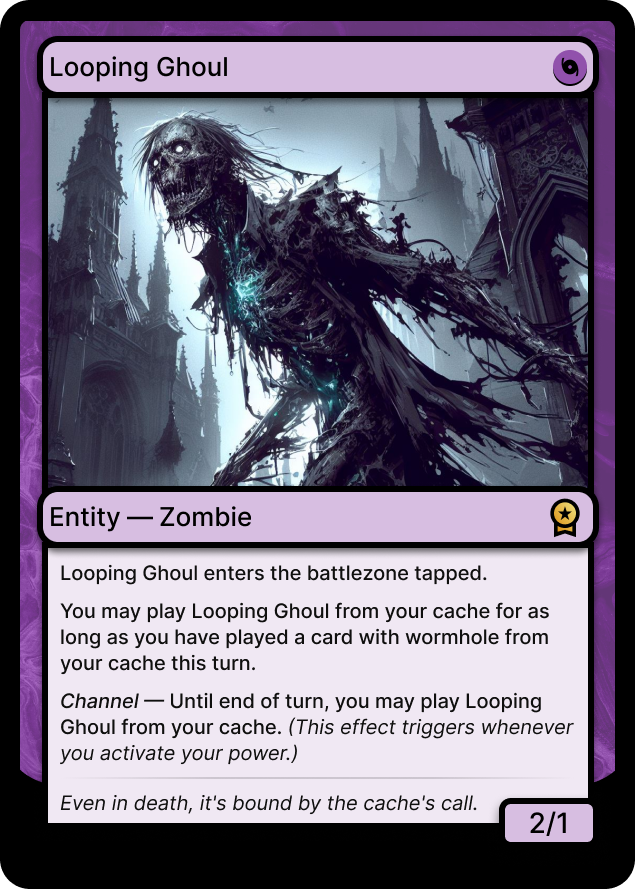 Looping Ghoul
Entity — Zombie
Looping Ghoul enters the battlezone tapped.
You may play Looping Ghoul from your cache for as
long as you have played a card with wormhole from
your cache this turn.
Channel — Until end of turn, you may play Looping
Ghoul from your cache. (This effect triggers whenever
you activate your power.)
Even in death, it's bound by the cache's call.
2/1